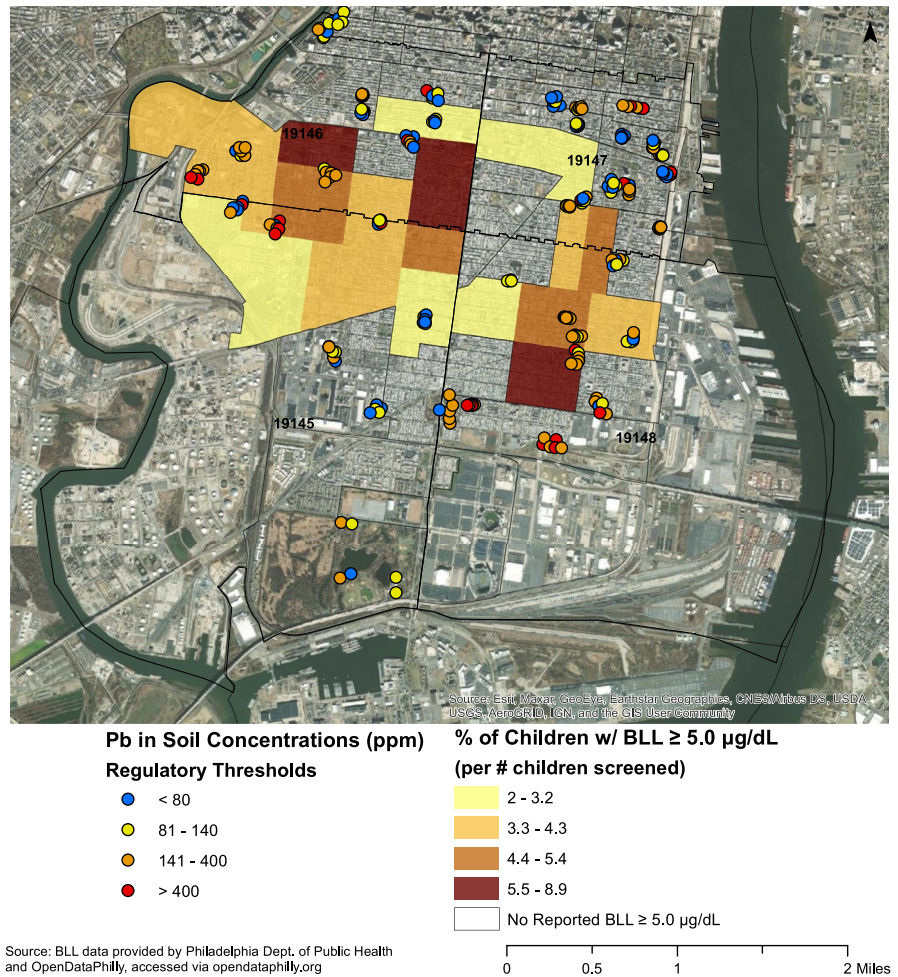 19146
19147
19145
19148
Source: Esri, Maxar, GeoEye, Earthstar Geographics, CNES/Airbus DS, USDA,
USGS, AeroGRID, IGN, and the GIS User Community
Pb in Soil Concentrations (ppm)
Regulatory Thresholds
< 80
81 - 140
141 - 400
> 400
% of Children w/ BLL ≥ 5.0 µg/dL
(per # children screened)
2 - 3.2
3.3 - 4.3
4.4 - 5.4
5.5 - 8.9
No Reported BLL ≥ 5.0 µg/dL
Source: BLL data provided by Philadelphia Dept. of Public Health
and OpenDataPhilly, accessed via opendataphilly.org
0 0.5 1 2 Miles